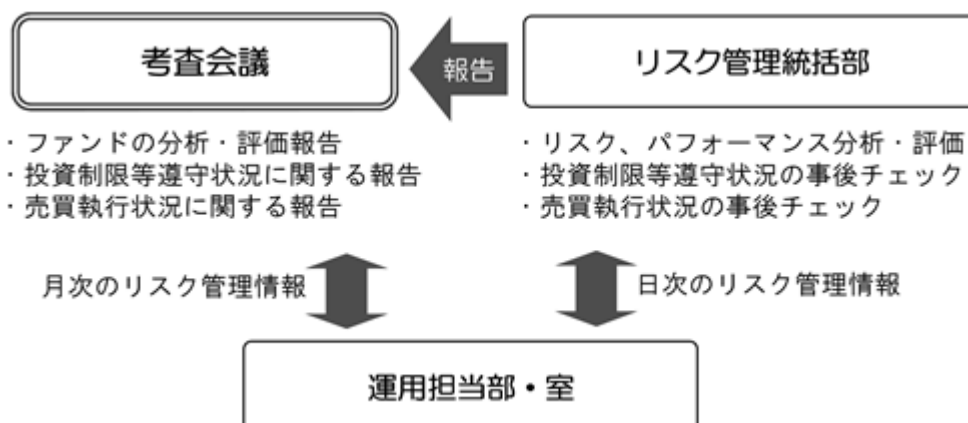 考査会議
報告
リスク管理統括部
・ファンドの分析・評価報告
・投資制限等遵守状況に関する報告
・売買執行状況に関する報告
・リスク、パフォーマンス分析・評価
・投資制限等遵守状況の事後チェック
・売買執行状況の事後チェック
月次のリスク管理情報
日次のリスク管理情報
運用担当部・室